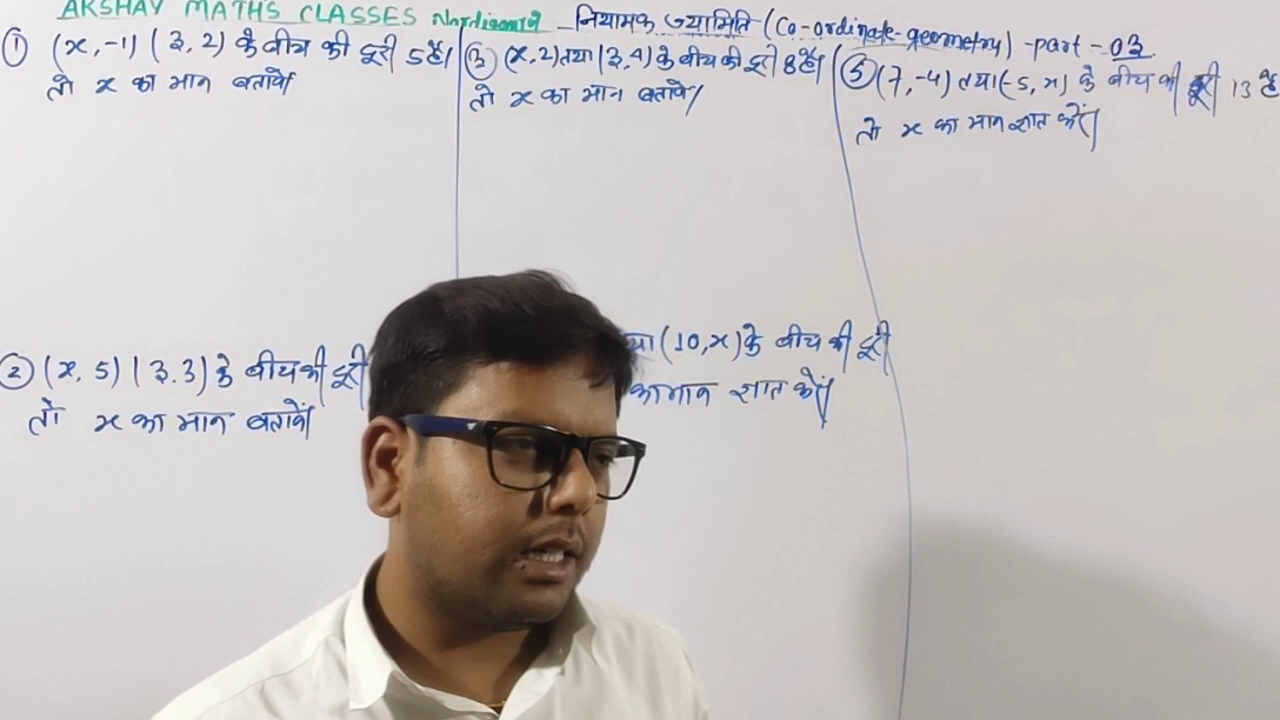 AKSHAY MATHS CLASSES
नियामक ज्यामिति (Co-ordinate-geometry) -part - 03
① (x, -1) (3, 2) के बीच की दूरी 5 है।
तो x का मान बतावें
② (x, 5) (3.3) के बीच की दूरी
तो x का मान बतावें
③ (x, 2) तथा (3, 4) के बीच की दूरी 8 है।
तो x का मान बतावें
(10, x) के बीच की दूरी
का मान ज्ञात करें
⑤ (7, -4) तथा (-5, x) के बीच की दूरी 13 है
तो x का मान ज्ञात करें